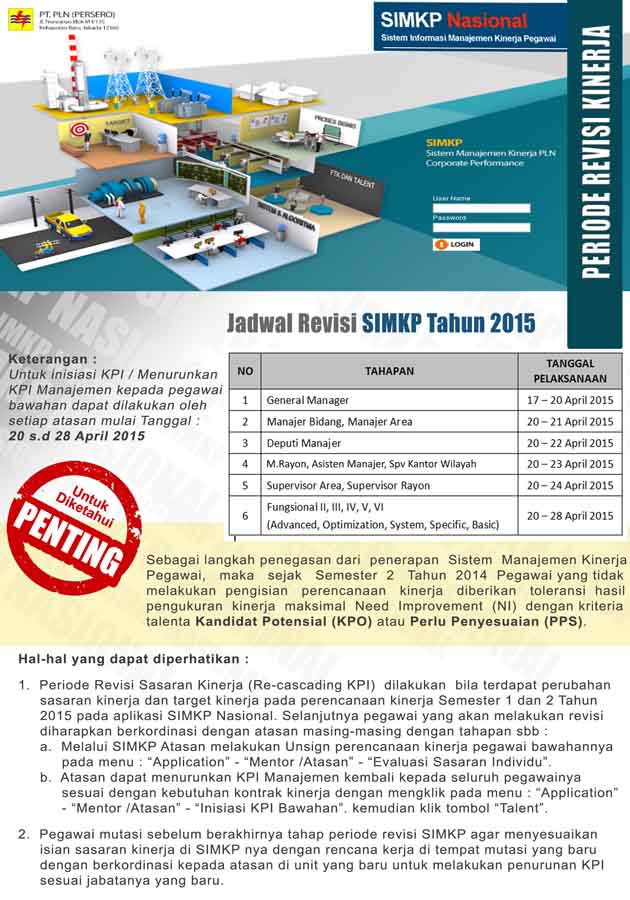 PT. PLN (PERSERO)
Jl Trunojoyo Blok M I/135
Kebayoran Baru, Jakarta 12160
SIMKP Nasional
Sistem Informasi Manajemen Kinerja Pegawai
PERIODE REVISI KINERJA
TARGET
PROSES BISNIS
FTK DAN TALENT
SISTEM & ALGORITMA
SIMKP
Sistem Manajemen Kinerja PLN
Corporate Performance
User Name
Password
LOGIN
Jadwal Revisi SIMKP Tahun 2015
Keterangan :
Untuk inisiasi KPI / Menurunkan
KPI Manajemen kepada pegawai
bawahan dapat dilakukan oleh
setiap atasan mulai Tanggal :
20 s.d 28 April 2015
NO TAHAPAN TANGGAL PELAKSANAAN
1 General Manager 17 – 20 April 2015
2 Manajer Bidang, Manajer Area 20 – 21 April 2015
3 Deputi Manajer 20 – 22 April 2015
4 M.Rayon, Asisten Manajer, Spv Kantor Wilayah 20 – 23 April 2015
5 Supervisor Area, Supervisor Rayon 20 – 24 April 2015
6 Fungsional II, III, IV, V, VI
(Advanced, Optimization, System, Specific, Basic) 20 – 28 April 2015
Untuk
Diketahui
PENTING
Sebagai langkah penegasan dari penerapan Sistem Manajemen Kinerja
Pegawai, maka sejak Semester 2 Tahun 2014 Pegawai yang tidak
melakukan pengisian perencanaan kinerja diberikan toleransi hasil
pengukuran kinerja maksimal Need Improvement (NI) dengan kriteria
talenta Kandidat Potensial (KPO) atau Perlu Penyesuaian (PPS).
Hal-hal yang dapat diperhatikan :
1. Periode Revisi Sasaran Kinerja (Re-cascading KPI) dilakukan bila terdapat perubahan
sasaran kinerja dan target kinerja pada perencanaan kinerja Semester 1 dan 2 Tahun
2015 pada aplikasi SIMKP Nasional. Selanjutnya pegawai yang akan melakukan revisi
diharapkan berkordinasi dengan atasan masing-masing dengan tahapan sbb :
a. Melalui SIMKP Atasan melakukan Unsign perencanaan kinerja pegawai bawahannya
pada menu : “Application” - “Mentor /Atasan” - “Evaluasi Sasaran Individu”.
b. Atasan dapat menurunkan KPI Manajemen kembali kepada seluruh pegawainya
sesuai dengan kebutuhan kontrak kinerja dengan mengklik pada menu : “Application”
- “Mentor /Atasan” - “Inisiasi KPI Bawahan”. kemudian klik tombol “Talent”.
2. Pegawai mutasi sebelum berakhirnya tahap periode revisi SIMKP agar menyesuaikan
isian sasaran kinerja di SIMKP nya dengan rencana kerja di tempat mutasi yang baru
dengan berkordinasi kepada atasan di unit yang baru untuk melakukan penurunan KPI
sesuai jabatanya yang baru.